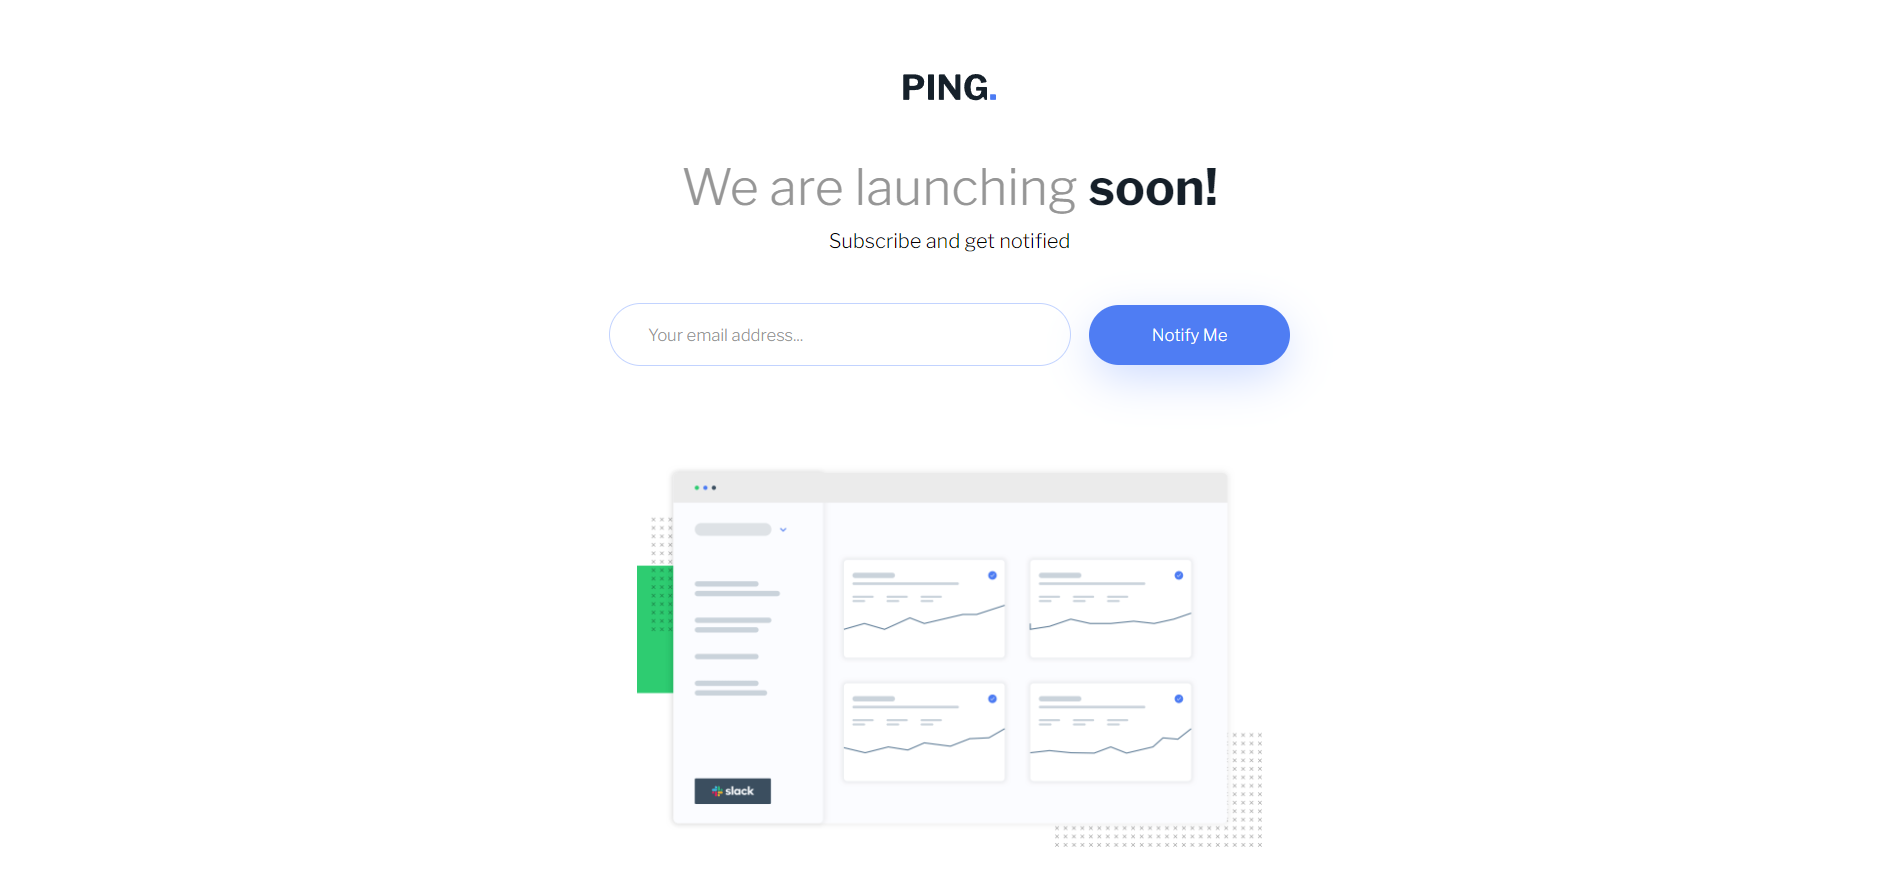 PING.
We are launching soon!
Subscribe and get notified
Your email address...
Notify Me
slack